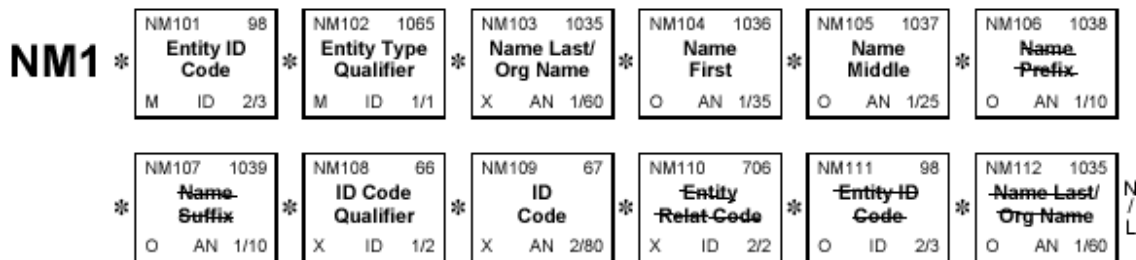 NM101 98 NM102 1065 NM103 1035 NM104 1036 NM105 1037 NM106 1038
NM1 * Entity ID * Entity Type * Name Last/ * Name * Name * Name
Code Qualifier Org Name First Middle Prefix
M ID 2/3 M ID 1/1 X AN 1/60 O AN 1/35 O AN 1/25 O AN 1/10
NM107 1039 NM108 66 NM109 67 NM110 706 NM111 98 NM112 1035
* Name * ID Code * ID * Entity * Entity ID * Name Last/
Suffix Qualifier Code Relat Code Code Org Name
O AN 1/10 X ID 1/2 X AN 2/80 X ID 2/2 O ID 2/3 O AN 1/60
N
/
L